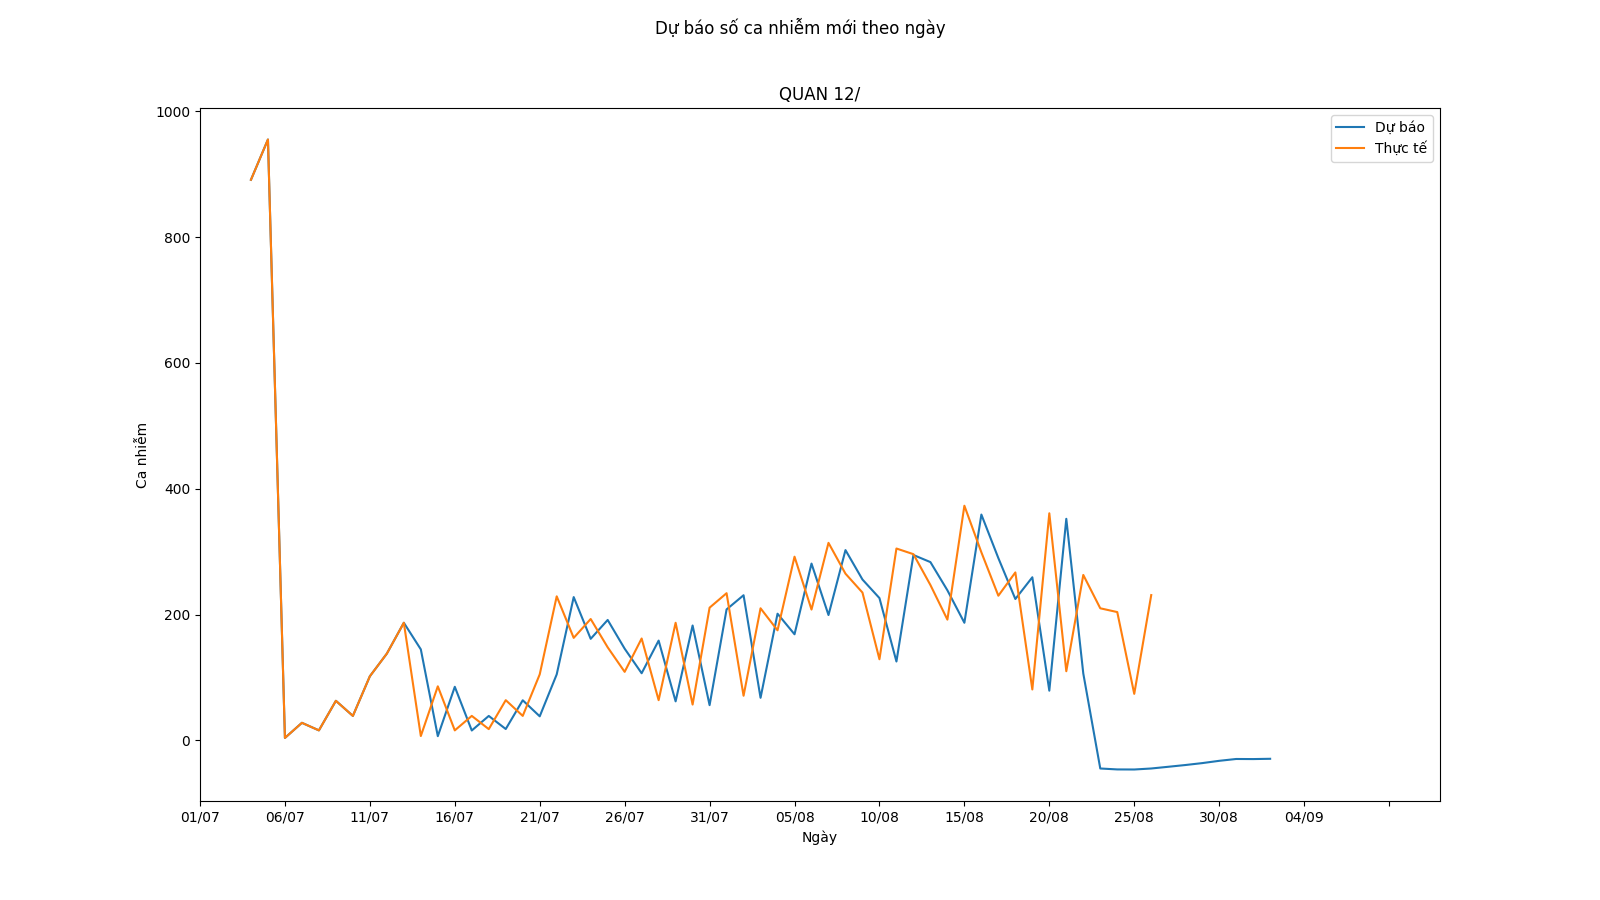 Dự báo số ca nhiễm mới theo ngày
QUAN 12/
1000
800
600
400
200
0
Ca nhiễm
Dự báo
Thực tế
01/07 06/07 11/07 16/07 21/07 26/07 31/07 05/08 10/08 15/08 20/08 25/08 30/08 04/09
Ngày